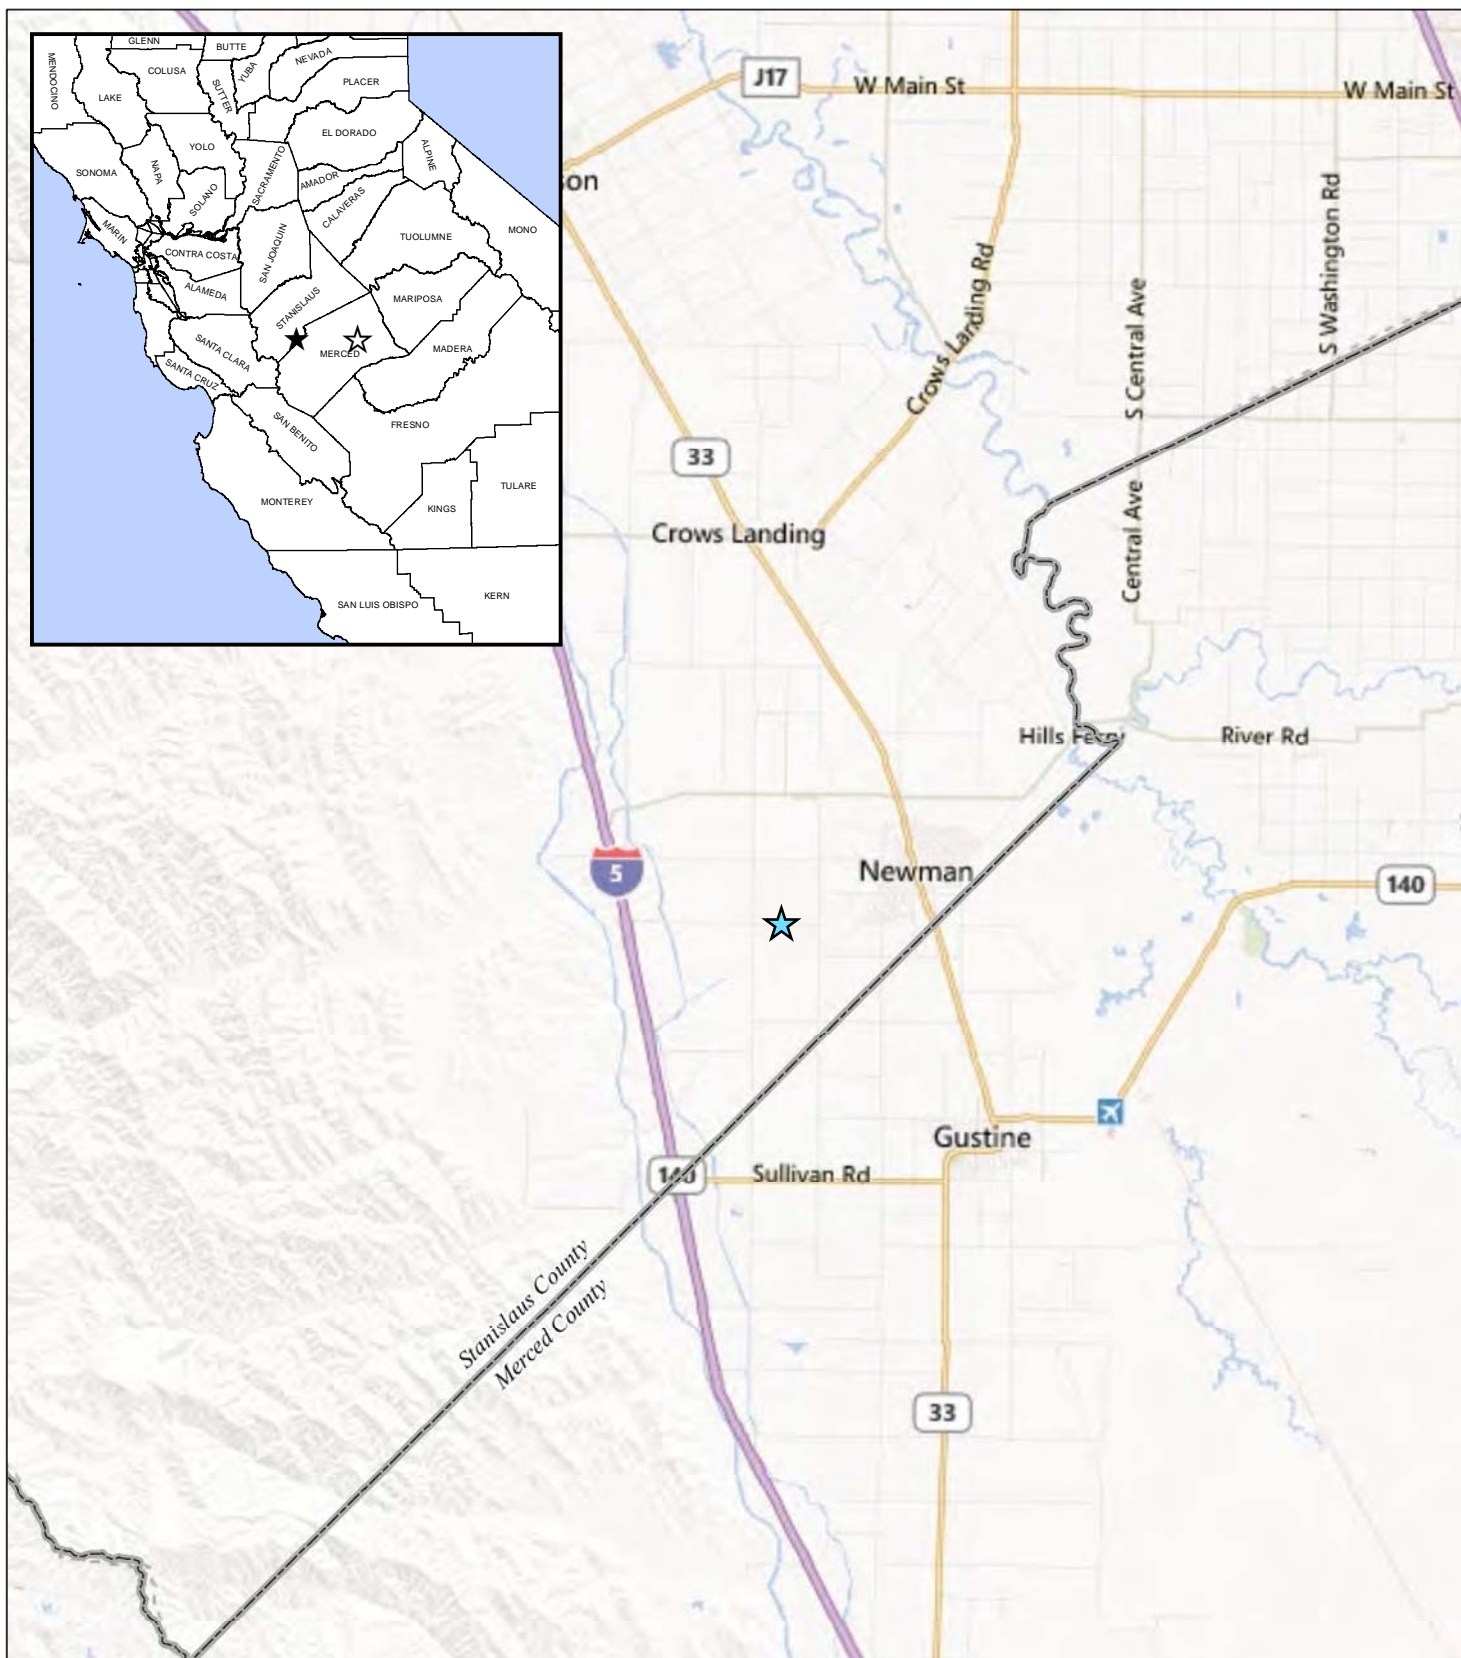 GLENN
BUTTE
NEVADA
MENDOCINO
COLUSA
YUBA
SUTTER
PLACER
LAKE
EL DORADO
YOLO
ALPINE
SONOMA
NAPA
SACRAMENTO
AMADOR
SOLANO
CALAVERAS
MARIN
TUOLUMNE
MONO
CONTRA COSTA
SAN JOAQUIN
ALAMEDA
STANISLAUS
MARIPOSA
SANTA CLARA
MERCED
MADERA
SANTA CRUZ
SAN BENITO
FRESNO
MONTEREY
KINGS
TULARE
SAN LUIS OBISPO
KERN
J17
W Main St
W Main St
son
S Washington Rd
Crows Landing Rd
S Central Ave
33
Central Ave
Crows Landing
Hills Ferry
River Rd
5
Newman
140
Gustine
140
Sullivan Rd
Stanislaus County
Merced County
33